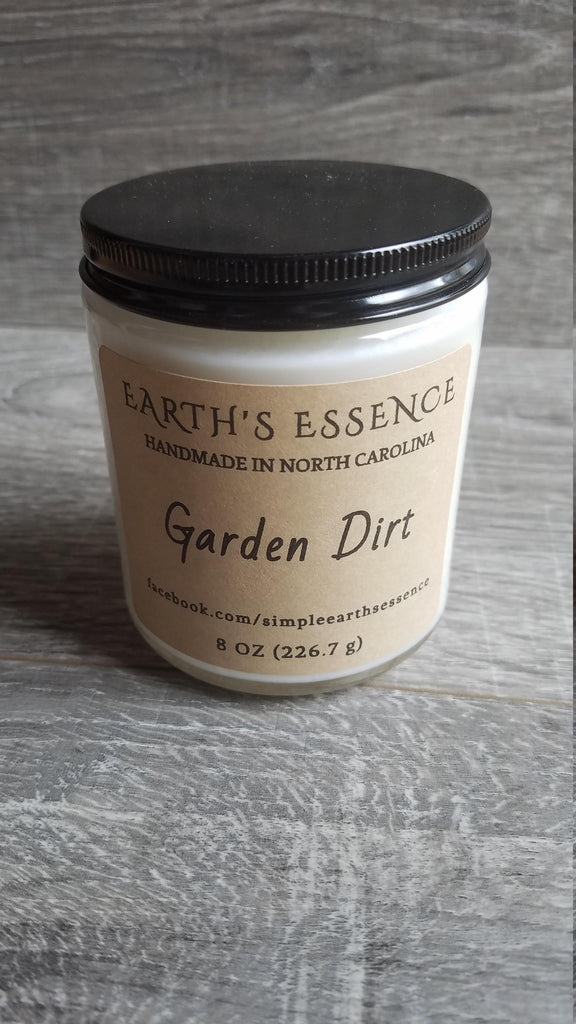 EARTH'S ESSENCE
HANDMADE IN NORTH CAROLINA
Garden Dirt
facebook.com/simpleearthsessence
8 OZ (226.7 g)